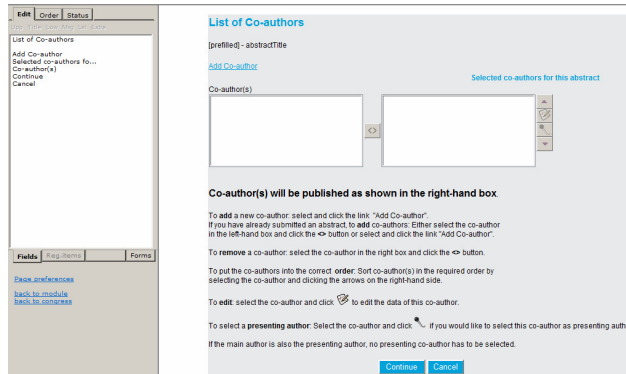 Edit Order Status
List of Co-authors
Add Co-author
Selected co-authors fo...
Co-author(s)
Continue
Cancel
Fields Reg.items Forms
Page preferences
back to module
back to congress
List of Co-authors
[prefilled] - abstractTitle
Add Co-author
Selected co-authors for this abstract
Co-author(s)
<>
Co-author(s) will be published as shown in the right-hand box.
To add a new co-author: select and click the link "Add Co-author".
If you have already submitted an abstract, to add co-authors: Either select the co-author
in the left-hand box and click the <> button or select and click the link "Add Co-author".
To remove a co-author: select the co-author in the right box and click the <> button.
To put the co-authors into the correct order: Sort co-author(s) in the required order by
selecting the co-author and clicking the arrows on the right-hand side.
To edit: select the co-author and click to edit the data of this co-author.
To select a presenting author: Select the co-author and click if you would like to select this co-author as presenting auth
If the main author is also the presenting author, no presenting co-author has to be selected.
Continue Cancel